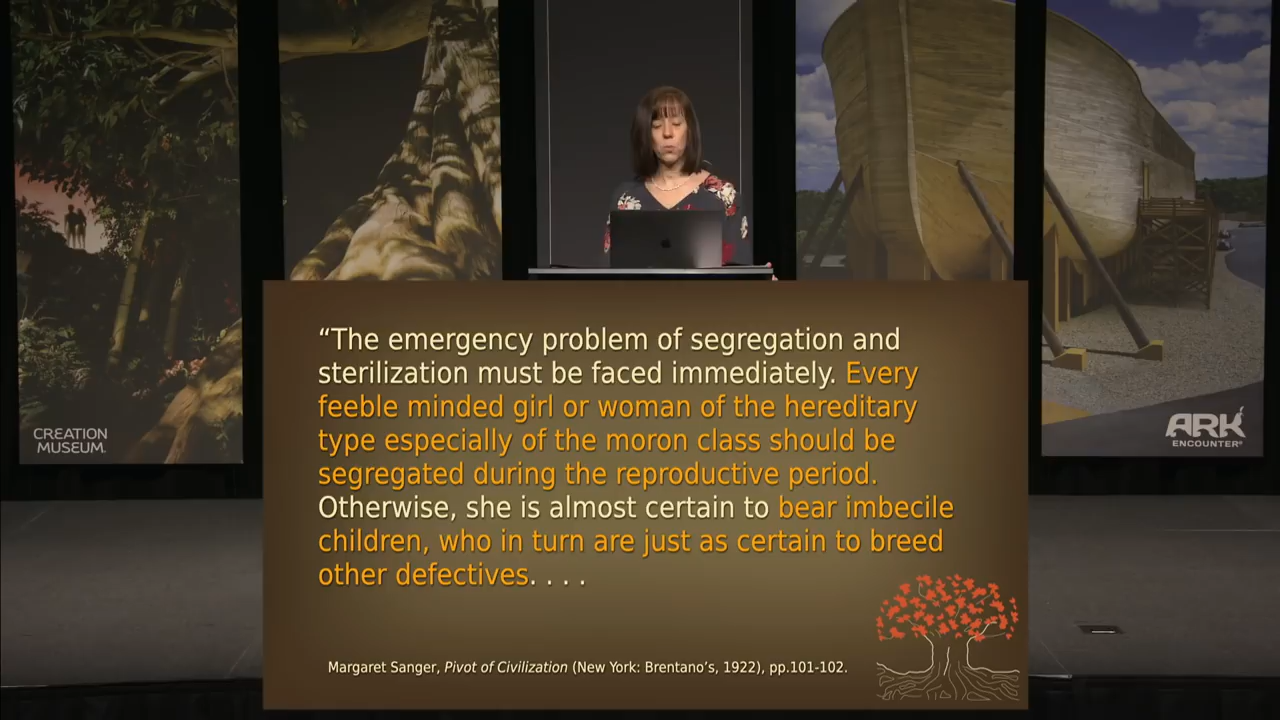 CREATION
MUSEUM
ARK
ENCOUNTER
“The emergency problem of segregation and
sterilization must be faced immediately. Every
feeble minded girl or woman of the hereditary
type especially of the moron class should be
segregated during the reproductive period.
Otherwise, she is almost certain to bear imbecile
children, who in turn are just as certain to breed
other defectives. . . .
Margaret Sanger, Pivot of Civilization (New York: Brentano’s, 1922), pp.101-102.